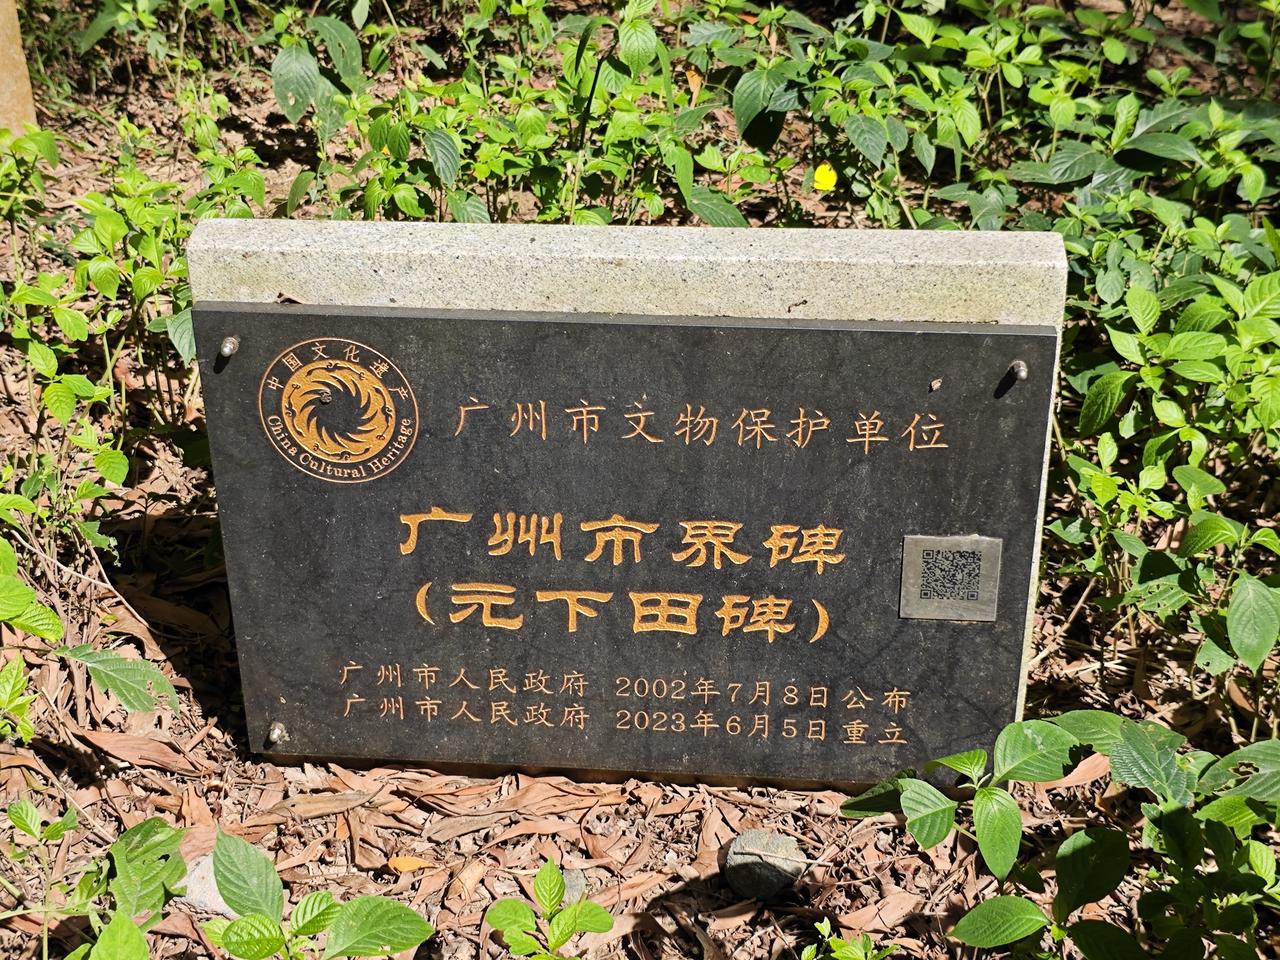 中国文化遗产
China Cultural Heritage
广州市文物保护单位
广州市界碑
（元下田碑）
广州市人民政府 2002年7月8日公布
广州市人民政府 2023年6月5日重立